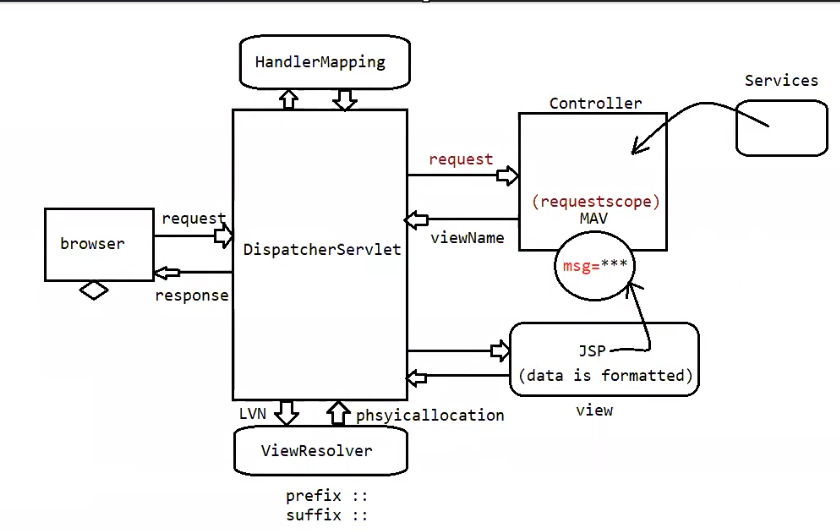 HandlerMapping
Services
Controller
request
(requestscope)
MAV
request
viewName
browser
DispatcherServlet
msg=***
response
JSP
(data is formatted)
LVN
phsyicallocation
view
ViewResolver
prefix ::
suffix ::